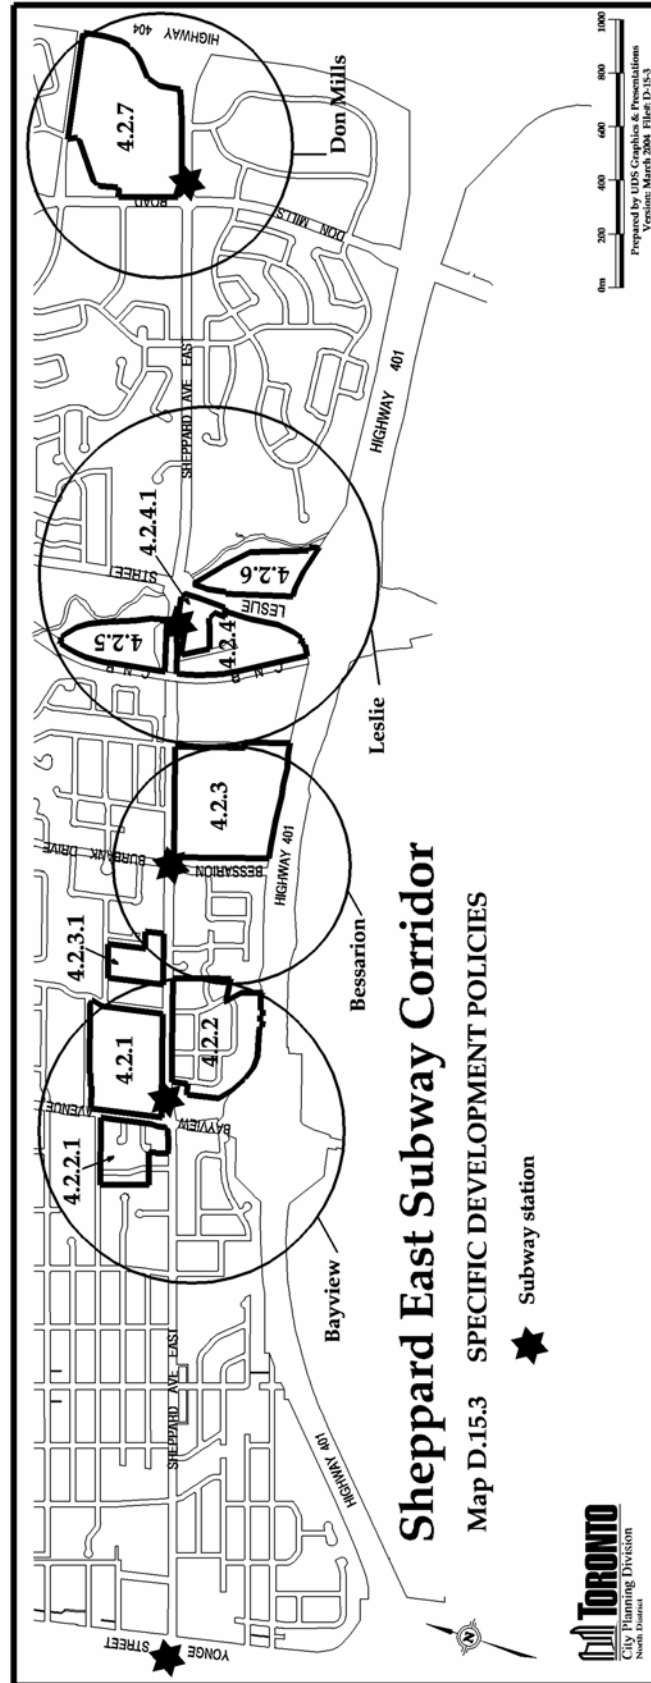 Sheppard East Subway Corridor
Map D.15.3 SPECIFIC DEVELOPMENT POLICIES
Subway station
Bayview
Bessarion
Leslie
Don Mills
4.2.2.1
4.2.1
4.2.2
4.2.3.1
4.2.3
4.2.5
4.2.4
4.2.4.1
4.2.6
4.2.7
YONGE
STREET
SHEPPARD AVE EAST
HIGHWAY 401
BAYVIEW
AVENUE
BESSARION
BURBANK DRIVE
HIGHWAY 401
C N R
C N R
LESLIE
STREET
SHEPPARD AVE EAST
HIGHWAY 401
DON MILLS
ROAD
HIGHWAY 404
N
TORONTO
City Planning Division
North District
0m 200 400 600 800 1000
Prepared by UDS Graphics & Presentations
Version: March 2004 File#: D-15-3